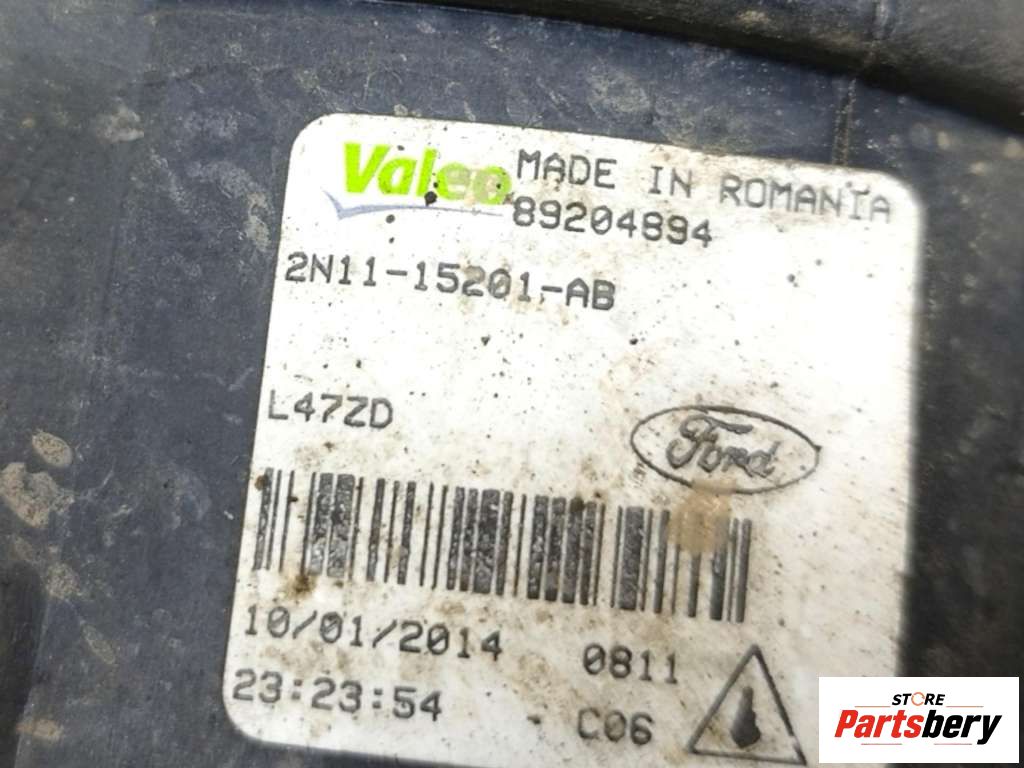 Valeo MADE IN ROMANIA
89204894
2N11-15201-AB
L47ZD
Ford
10/01/2014 0811
23:23:54 - C06
STORE
Partsbery